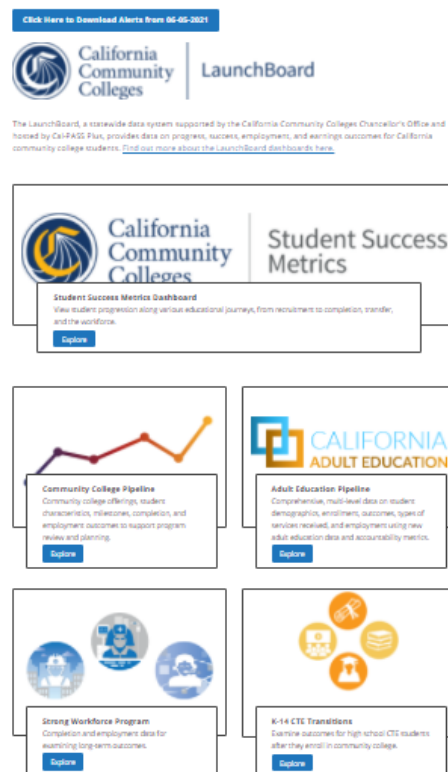 Click Here to Download Alerts from 06-05-2021
California
Community
Colleges
LaunchBoard
The LaunchBoard, a statewide data system supported by the California Community Colleges Chancellor's Office and
hosted by Cal-PASS Plus, provides data on progress, success, employment, and earnings outcomes for California
community college students. Find out more about the LaunchBoard dashboards here.
California
Community
Colleges
Student Success
Metrics
Student Success Metrics Dashboard
View student progression along various educational journeys, from recruitment to completion, transfer,
and the workforce.
Explore
Community College Pipeline
Community college offerings, student
characteristics, milestones, completion, and
employment outcomes to support program
review and planning.
Explore
CALIFORNIA
ADULT EDUCATION
Adult Education Pipeline
Comprehensive, multi-level data on student
demographics, enrollment, outcomes, types of
services received, and employment using new
adult education data and accountability metrics.
Explore
Strong Workforce Program
Completion and employment data for
examining long-term outcomes.
Explore
K-14 CTE Transitions
Examine outcomes for high school CTE students
after they enroll in community college.
Explore